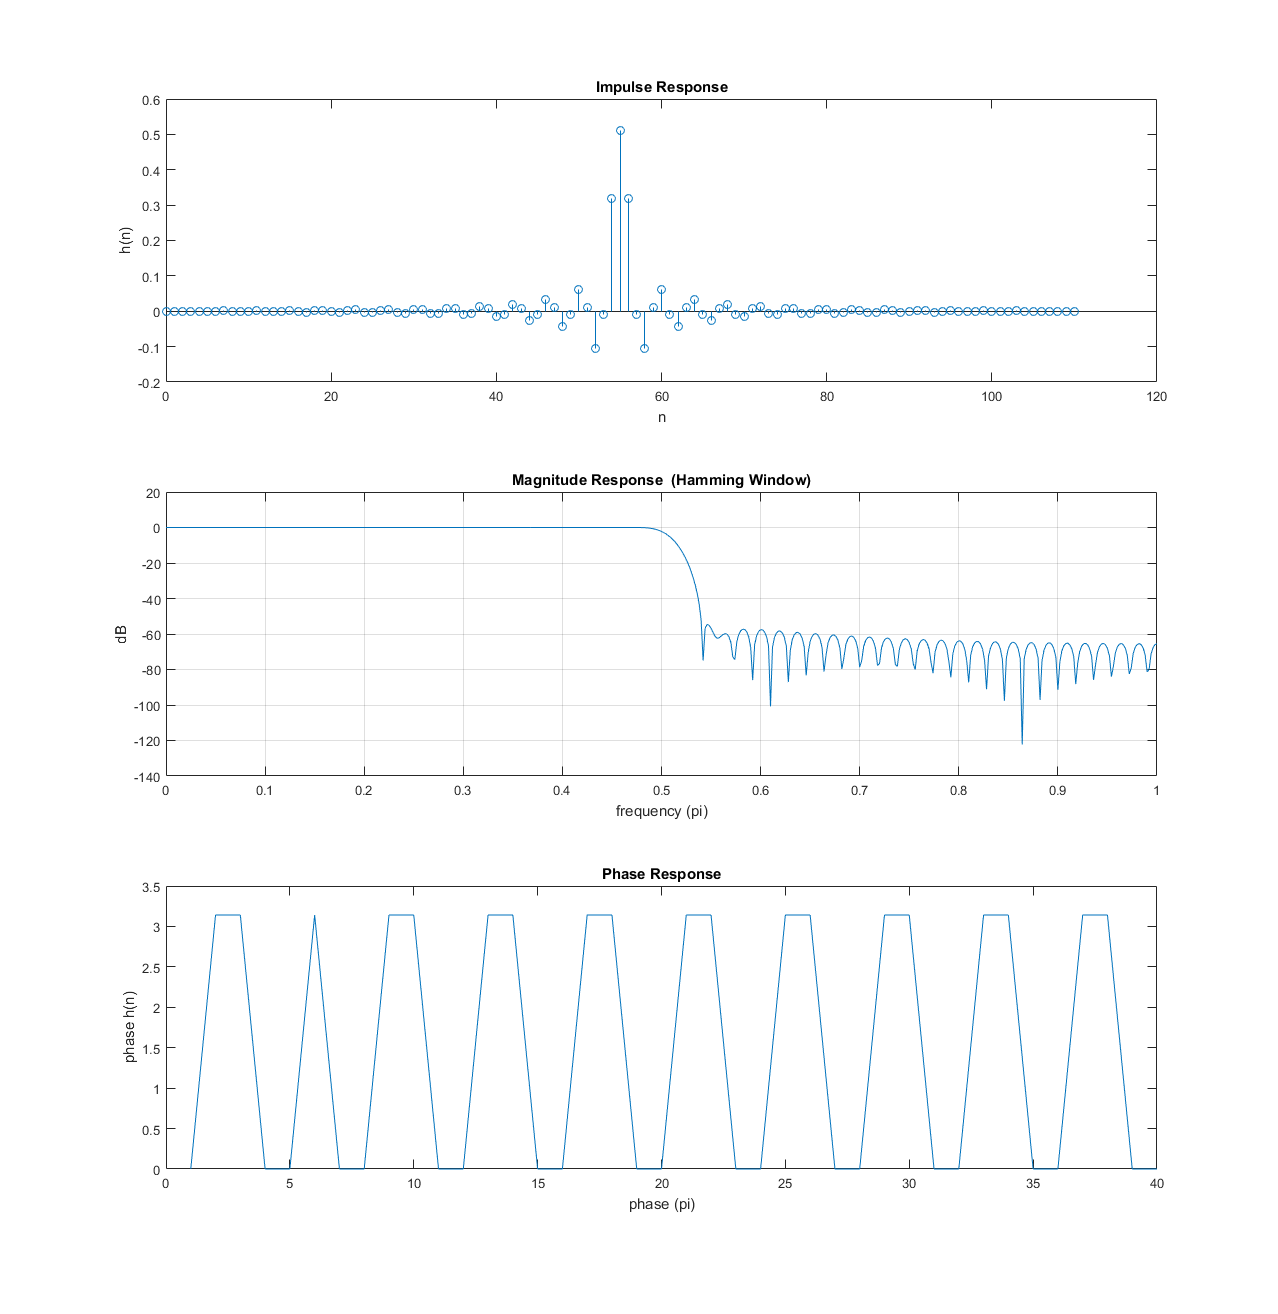 Impulse Response
0.6
0.5
0.4
0.3
0.2
0.1
0
-0.1
-0.2
h(n)
0 20 40 60 80 100 120
n
Magnitude Response  (Hamming Window)
20
0
-20
-40
-60
-80
-100
-120
-140
dB
0 0.1 0.2 0.3 0.4 0.5 0.6 0.7 0.8 0.9 1
frequency (pi)
Phase Response
3.5
3
2.5
2
1.5
1
0.5
0
phase h(n)
0 5 10 15 20 25 30 35 40
phase (pi)